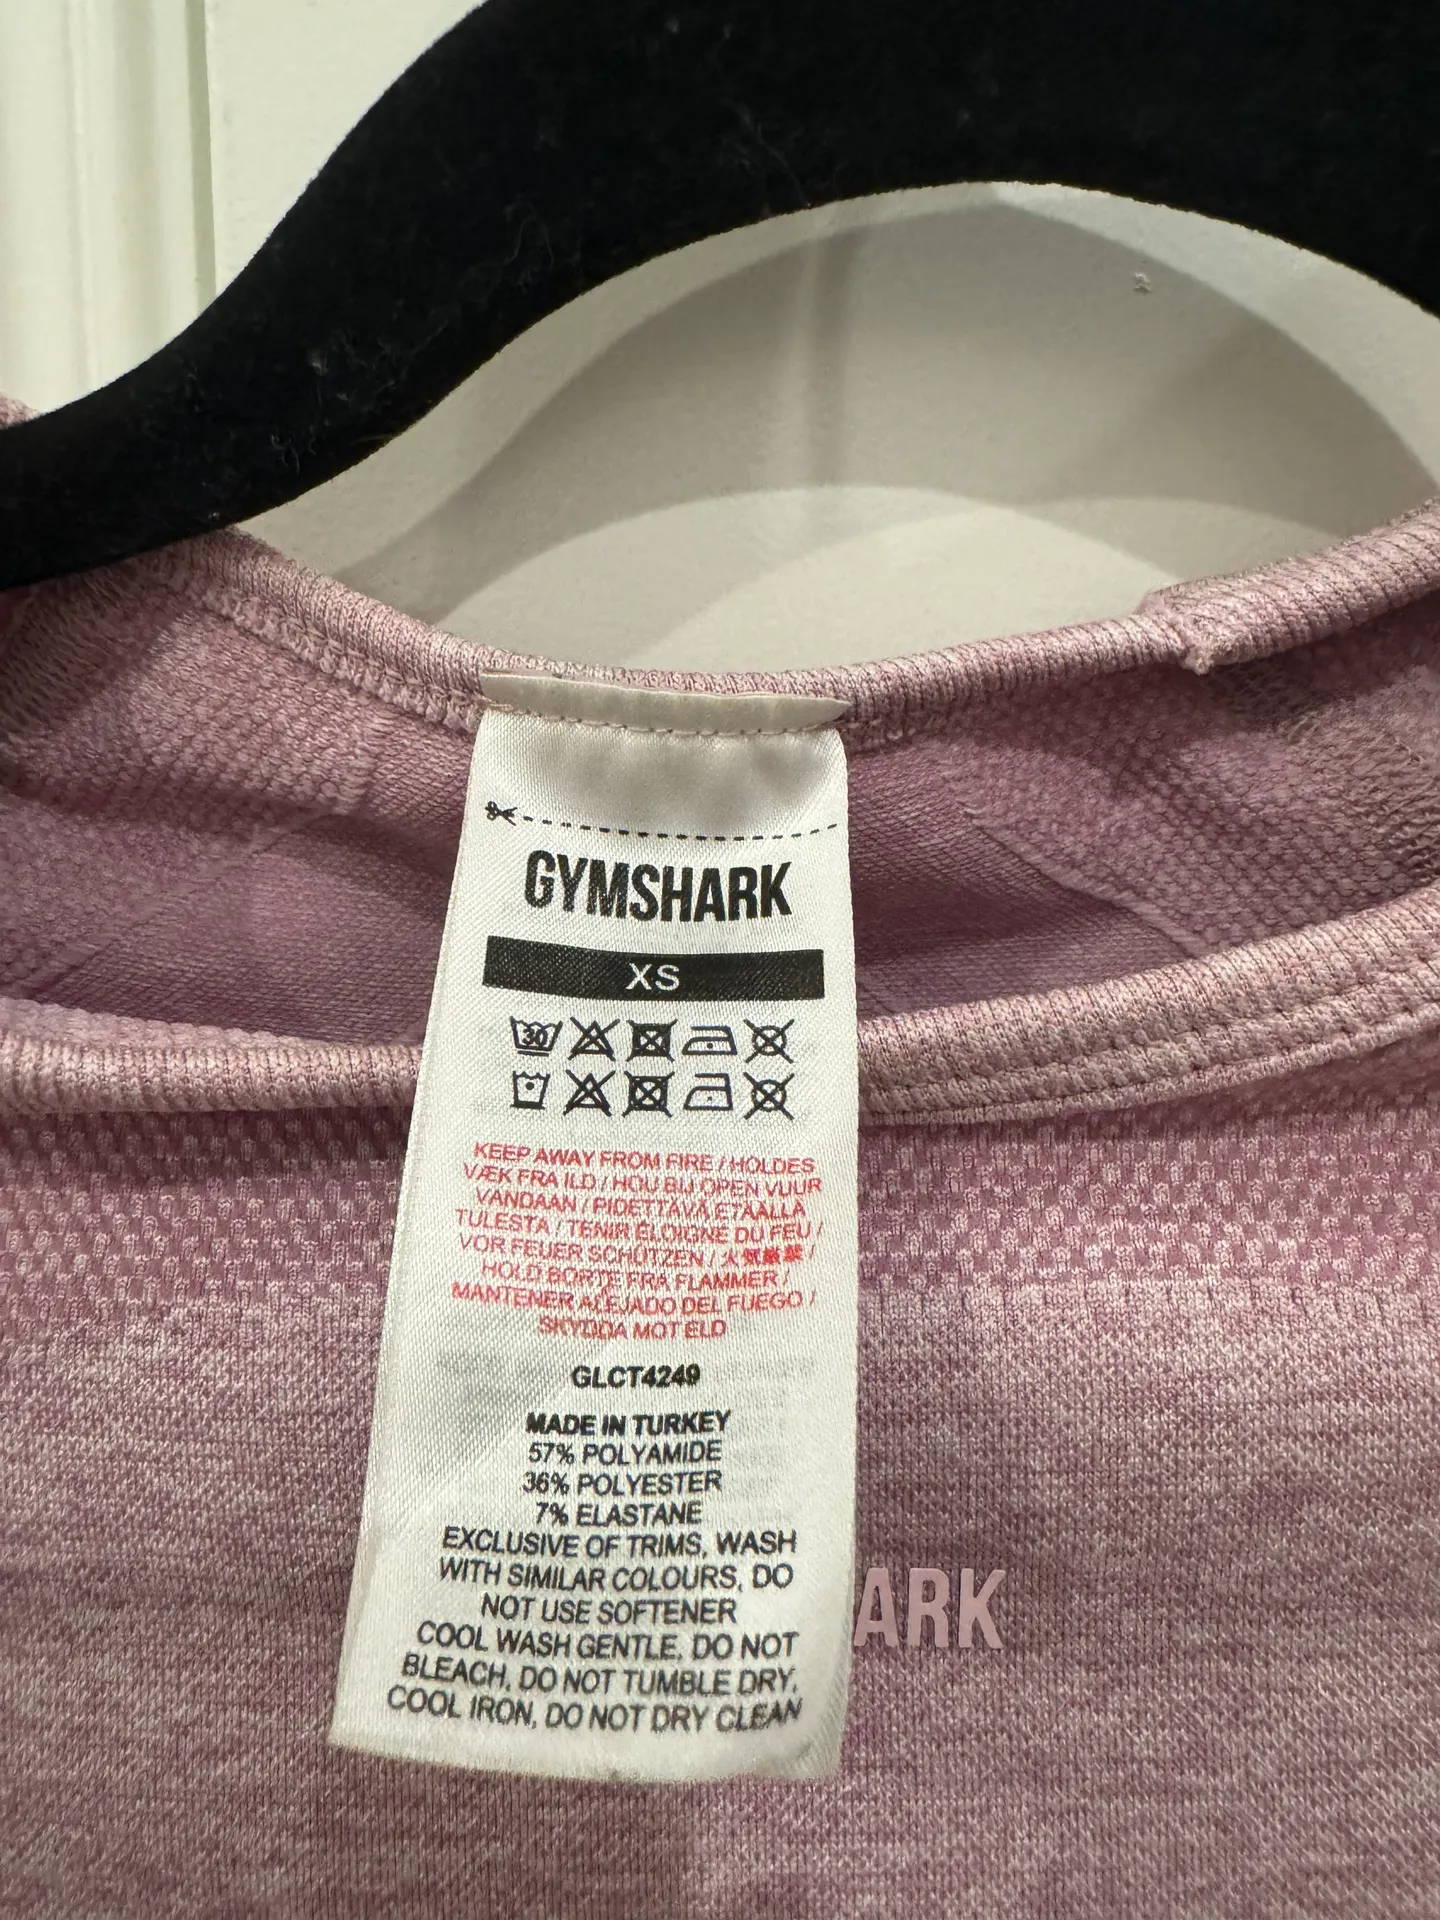 GYMSHARK
XS
30
KEEP AWAY FROM FIRE / HOLDES
VÆK FRA ILD / HOU BIJ OPEN VUUR
VANDAAN / PIDETTÄVÄ ETÄÄLLÄ
TULESTA / TENIR ÉLOIGNE DU FEU /
VOR FEUER SCHÜTZEN / 火気厳禁 /
HOLD BORTE FRA FLAMMER /
MANTENER ALEJADO DEL FUEGO /
SKYDDA MOT ELD
GLCT4249
MADE IN TURKEY
57% POLYAMIDE
36% POLYESTER
7% ELASTANE
EXCLUSIVE OF TRIMS, WASH
WITH SIMILAR COLOURS, DO
NOT USE SOFTENER
COOL WASH GENTLE, DO NOT
BLEACH, DO NOT TUMBLE DRY,
COOL IRON, DO NOT DRY CLEAN
ARK